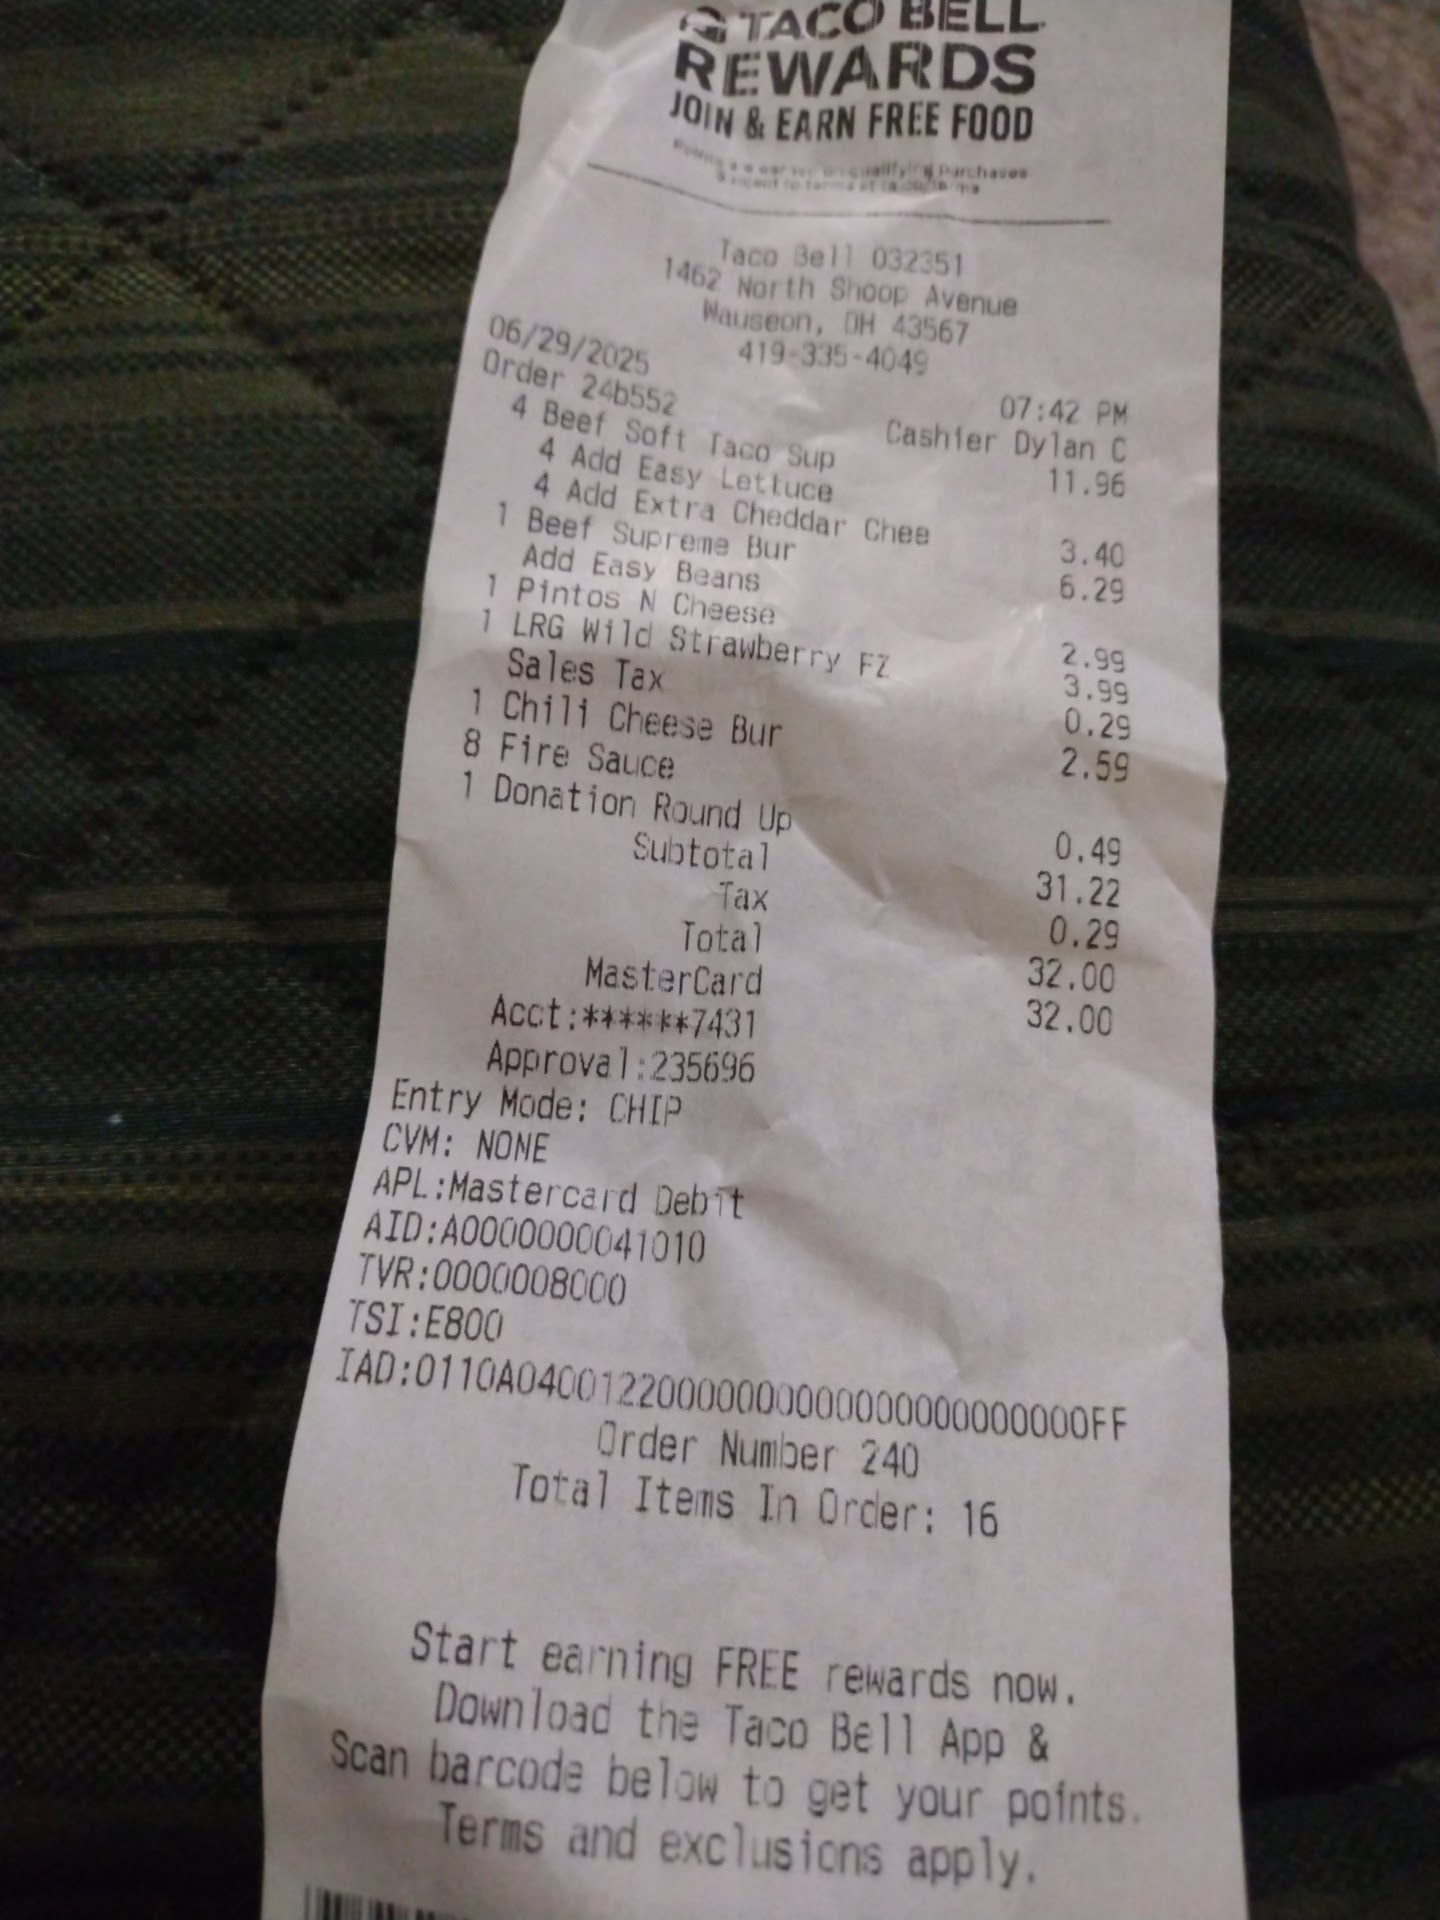 TACO BELL
REWARDS
JOIN & EARN FREE FOOD
qualifying purchases.
Taco Bell 032351
1462 North Shoop Avenue
Wauseon, OH 43567
419-335-4049
06/29/2025 07:42 PM
Order 24b552 Cashier Dylan C
4 Beef Soft Taco Sup 11.96
4 Add Easy Lettuce
4 Add Extra Cheddar Chee 3.40
1 Beef Supreme Bur 6.29
Add Easy Beans
1 Pintos N Cheese 2.99
1 LRG Wild Strawberry FZ 3.99
Sales Tax 0.29
1 Chili Cheese Bur 2.59
8 Fire Sauce
1 Donation Round Up 0.49
Subtotal 31.22
Tax 0.29
Total 32.00
MasterCard 32.00
Acct:******7431
Approval:235696
Entry Mode: CHIP
CVM: NONE
APL:Mastercard Debit
AID:A0000000041010
TVR:0000008000
TSI:E800
Order Number 240
Total Items In Order: 16
Start earning FREE rewards now.
Download the Taco Bell App &
Scan barcode below to get your points.
Terms and exclusions apply.